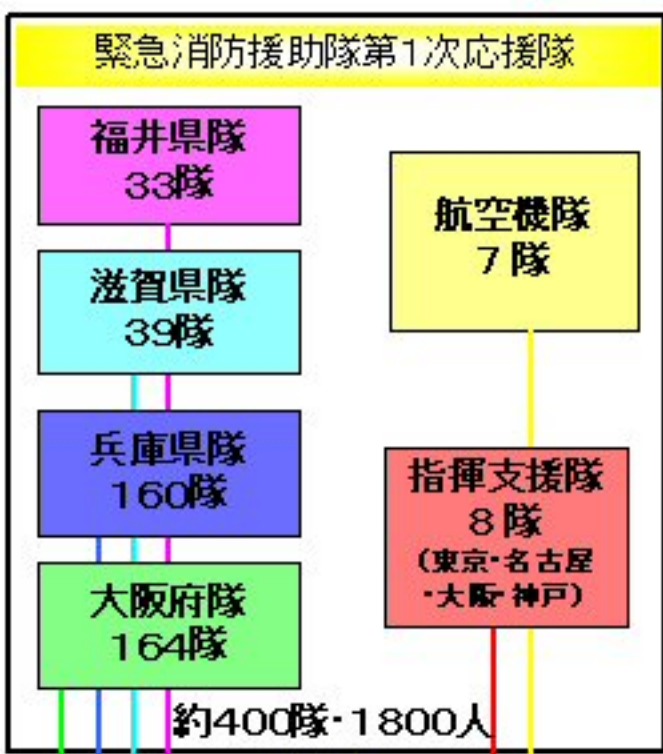 緊急消防援助隊第1次応援隊
福井県隊
33隊
滋賀県隊
39隊
兵庫県隊
160隊
大阪府隊
164隊
航空機隊
7隊
指揮支援隊
8隊
(東京・名古屋
・大阪・神戸)
約400隊・1800人